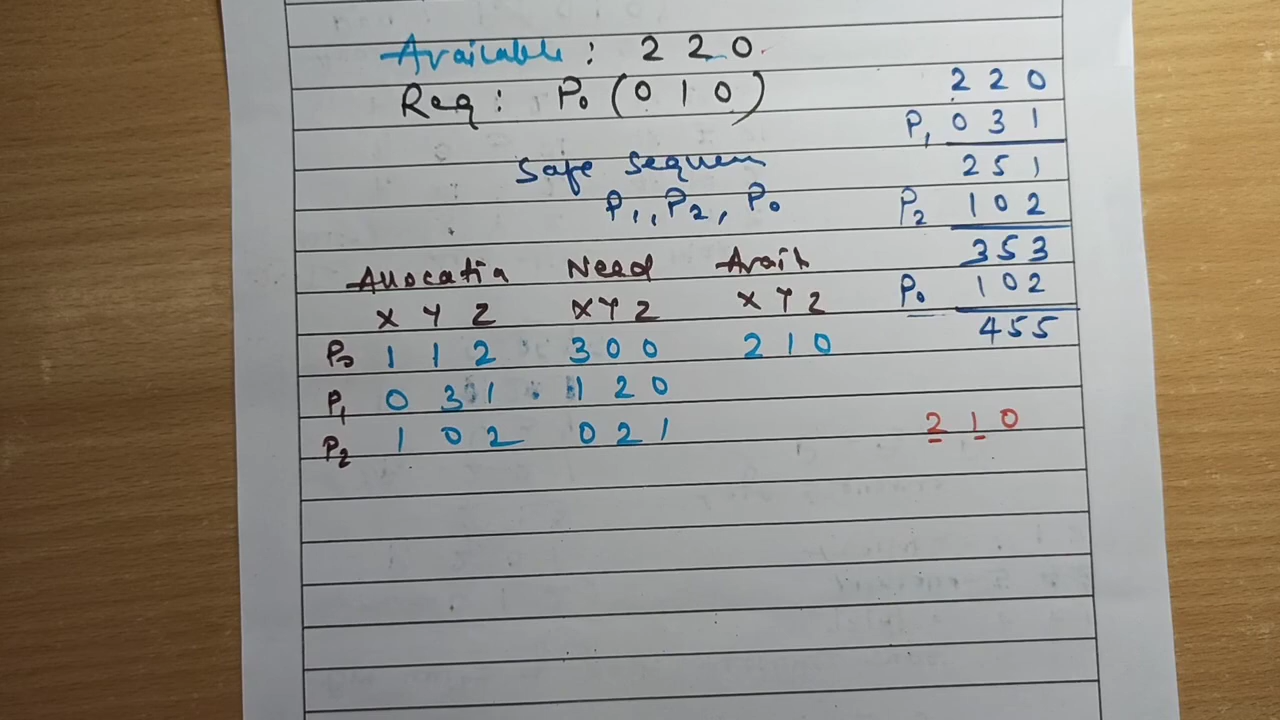 Available : 2 2 0
Req : P0 (0 1 0)
Safe Sequen
P1, P2, P0
2 2 0
P1 0 3 1
2 5 1
P2 1 0 2
3 5 3
P0 1 0 2
4 5 5
Allocatin Need Avail
X Y Z X Y Z X Y Z
P0 1 1 2 3 0 0 2 1 0
P1 0 3 1 1 2 0
P2 1 0 2 0 2 1
2 1 0